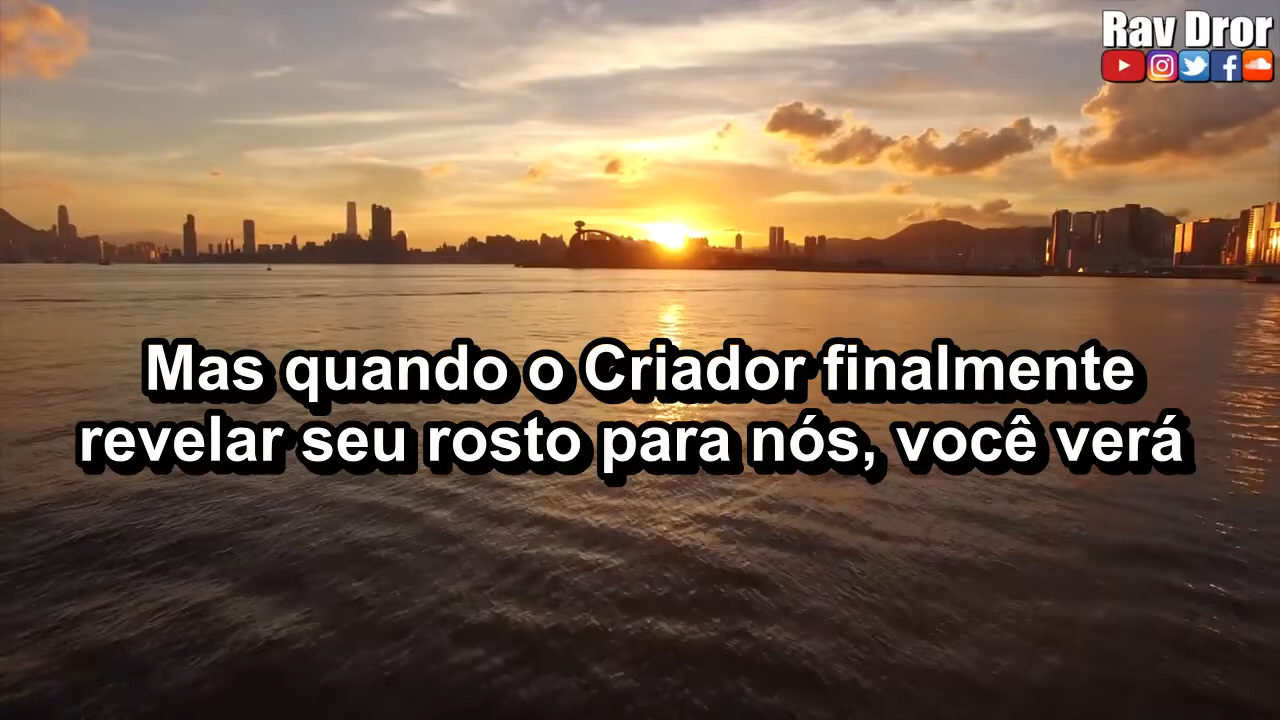 Rav Dror
Mas quando o Criador finalmente
revelar seu rosto para nós, você verá